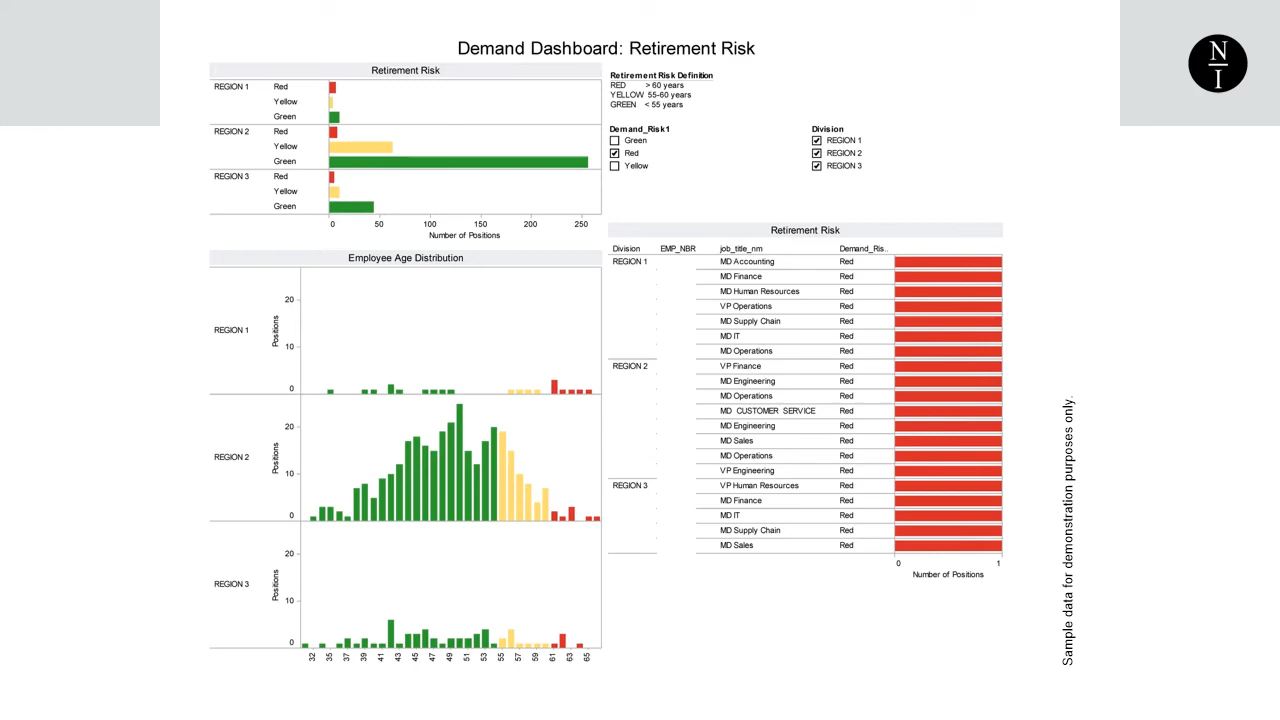 Demand Dashboard: Retirement Risk
N
I
Retirement Risk
REGION 1
Red
Yellow
Green
REGION 2
Red
Yellow
Green
REGION 3
Red
Yellow
Green
0 50 100 150 200 250
Number of Positions
Retirement Risk Definition
RED > 60 years
YELLOW 55-60 years
GREEN < 55 years
Demand_Risk1
Green
Red
Yellow
Division
REGION 1
REGION 2
REGION 3
Employee Age Distribution
REGION 1
Positions
20
10
0
REGION 2
Positions
20
10
0
REGION 3
Positions
20
10
0
32 35 37 39 41 43 45 47 49 51 53 55 57 59 61 63 65
Retirement Risk
Division EMP_NBR job_title_nm Demand_Ris..
REGION 1 MD Accounting Red
MD Finance Red
MD Human Resources Red
VP Operations Red
MD Supply Chain Red
MD IT Red
MD Operations Red
REGION 2 VP Finance Red
MD Engineering Red
MD Operations Red
MD CUSTOMER SERVICE Red
MD Engineering Red
MD Sales Red
MD Operations Red
VP Engineering Red
REGION 3 VP Human Resources Red
MD Finance Red
MD IT Red
MD Supply Chain Red
MD Sales Red
0 1
Number of Positions
Sample data for demonstration purposes only.